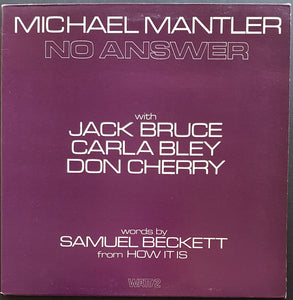 MICHAEL MANTLER
NO ANSWER
with
JACK BRUCE
CARLA BLEY
DON CHERRY
words by
SAMUEL BECKETT
from HOW IT IS
WATT/2